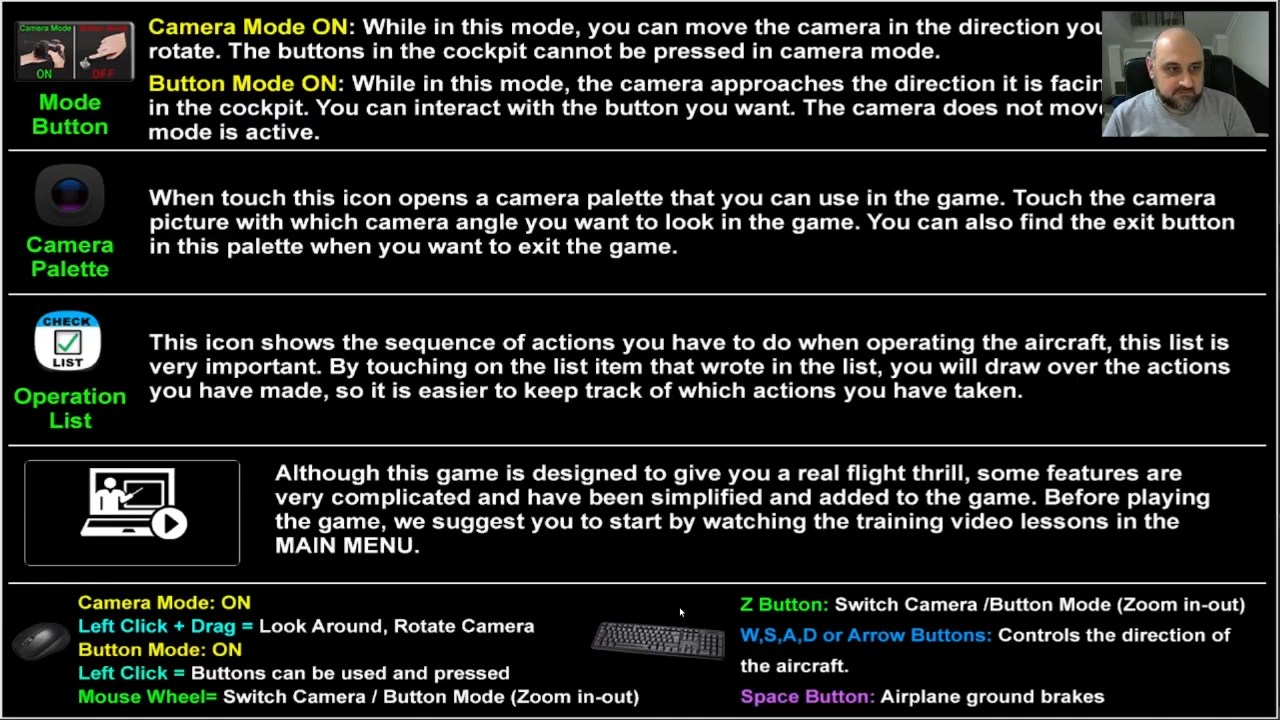 Camera Mode
ON
OFF
Mode
Button
Camera Mode ON: While in this mode, you can move the camera in the direction you
rotate. The buttons in the cockpit cannot be pressed in camera mode.
Button Mode ON: While in this mode, the camera approaches the direction it is facin
in the cockpit. You can interact with the button you want. The camera does not move
mode is active.
Camera
Palette
When touch this icon opens a camera palette that you can use in the game. Touch the camera
picture with which camera angle you want to look in the game. You can also find the exit button
in this palette when you want to exit the game.
CHECK
LIST
Operation
List
This icon shows the sequence of actions you have to do when operating the aircraft, this list is
very important. By touching on the list item that wrote in the list, you will draw over the actions
you have made, so it is easier to keep track of which actions you have taken.
Although this game is designed to give you a real flight thrill, some features are
very complicated and have been simplified and added to the game. Before playing
the game, we suggest you to start by watching the training video lessons in the
MAIN MENU.
Camera Mode: ON
Left Click + Drag = Look Around, Rotate Camera
Button Mode: ON
Left Click = Buttons can be used and pressed
Mouse Wheel= Switch Camera / Button Mode (Zoom in-out)
Z Button: Switch Camera /Button Mode (Zoom in-out)
W,S,A,D or Arrow Buttons: Controls the direction of
the aircraft.
Space Button: Airplane ground brakes